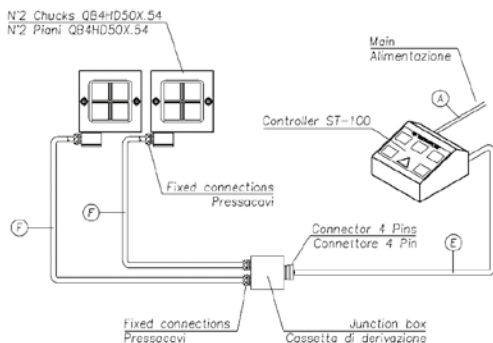 N°2 Chucks QB4HD50X.54
N°2 Piani QB4HD50X.54
Main
Alimentazione
A
Controller ST-100
Fixed connections
Pressacavi
F
F
Connector 4 Pins
Connettore 4 Pin
E
Fixed connections
Pressacavi
Junction box
Cassetta di derivazione